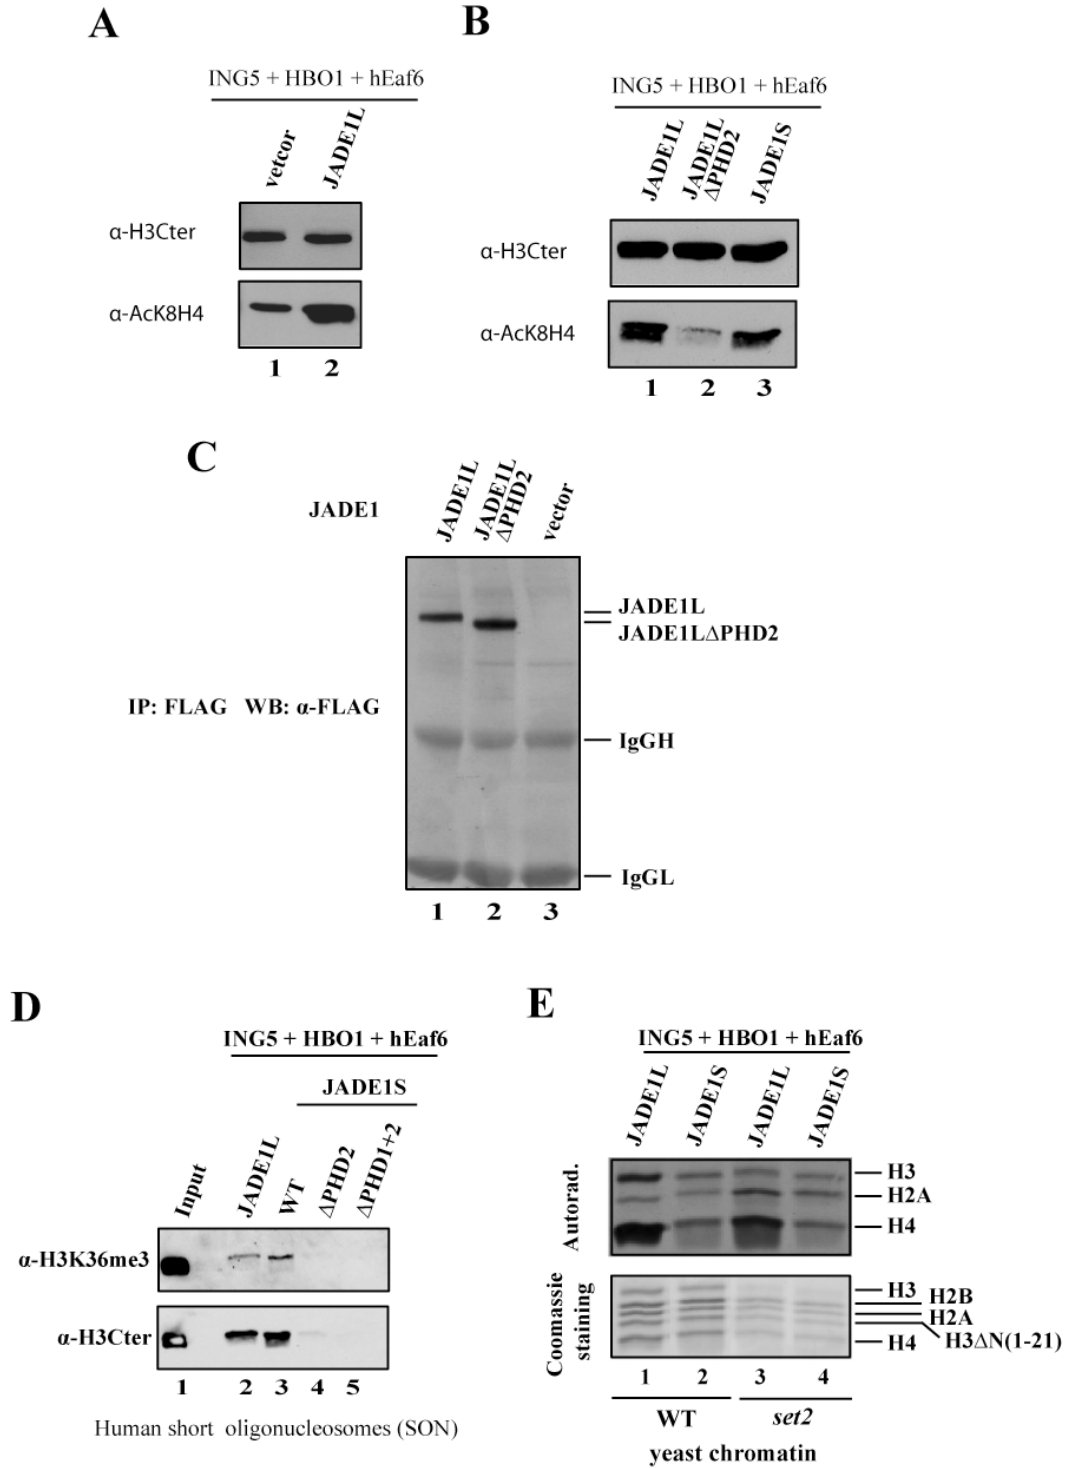 A
ING5 + HBO1 + hEaf6
vetcor
JADE1L
α-H3Cter
α-AcK8H4
1 2
B
ING5 + HBO1 + hEaf6
JADE1L
JADE1L
ΔPHD2
JADE1S
α-H3Cter
α-AcK8H4
1 2 3
C
JADE1
JADE1L
JADE1L
ΔPHD2
vector
JADE1L
JADE1LΔPHD2
IP: FLAG WB: α-FLAG
IgGH
IgGL
1 2 3
D
ING5 + HBO1 + hEaf6
JADE1S
Input
JADE1L
WT
ΔPHD2
ΔPHD1+2
α-H3K36me3
α-H3Cter
1 2 3 4 5
Human short oligonucleosomes (SON)
E
ING5 + HBO1 + hEaf6
JADE1L
JADE1S
JADE1L
JADE1S
Autorad.
H3
H2A
H4
Coomassie
staining
H3
H2B
H2A
H3ΔN(1-21)
H4
1 2 3 4
WT set2
yeast chromatin